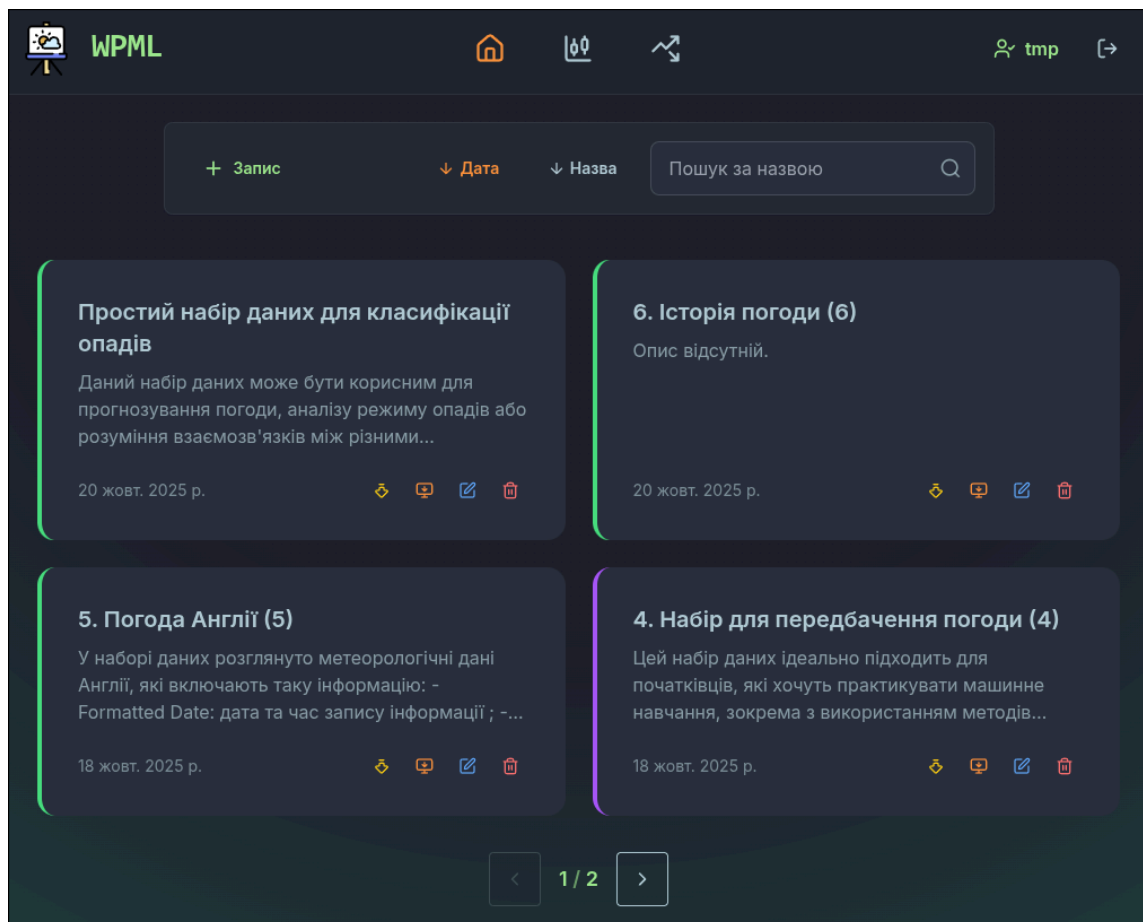 WPML
tmp
Запис
Дата
Назва
Пошук за назвою
Простий набір даних для класифікації
опадів
Даний набір даних може бути корисним для
прогнозування погоди, аналізу режиму опадів або
розуміння взаємозв'язків між різними...
20 жовт. 2025 р.
6. Історія погоди (6)
Опис відсутній.
20 жовт. 2025 р.
5. Погода Англії (5)
У наборі даних розглянуто метеорологічні дані
Англії, які включають таку інформацію: -
Formatted Date: дата та час запису інформації ; -...
18 жовт. 2025 р.
4. Набір для передбачення погоди (4)
Цей набір даних ідеально підходить для
початківців, які хочуть практикувати машинне
навчання, зокрема з використанням методів...
18 жовт. 2025 р.
1 / 2